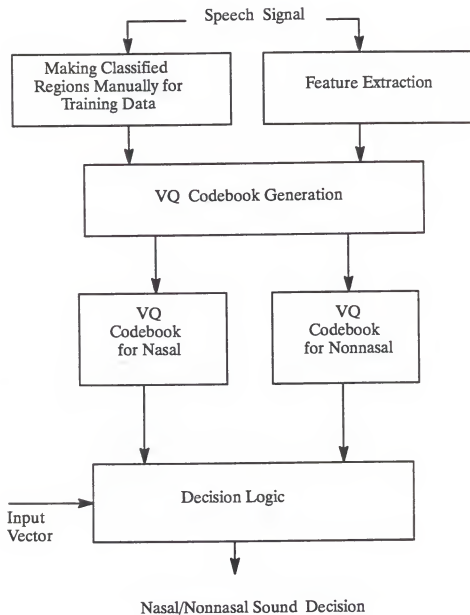 Speech Signal
Making Classified
Regions Manually for
Training Data
Feature Extraction
VQ Codebook Generation
VQ
Codebook
for Nasal
VQ
Codebook
for Nonnasal
Decision Logic
Input
Vector
Nasal/Nonnasal Sound Decision